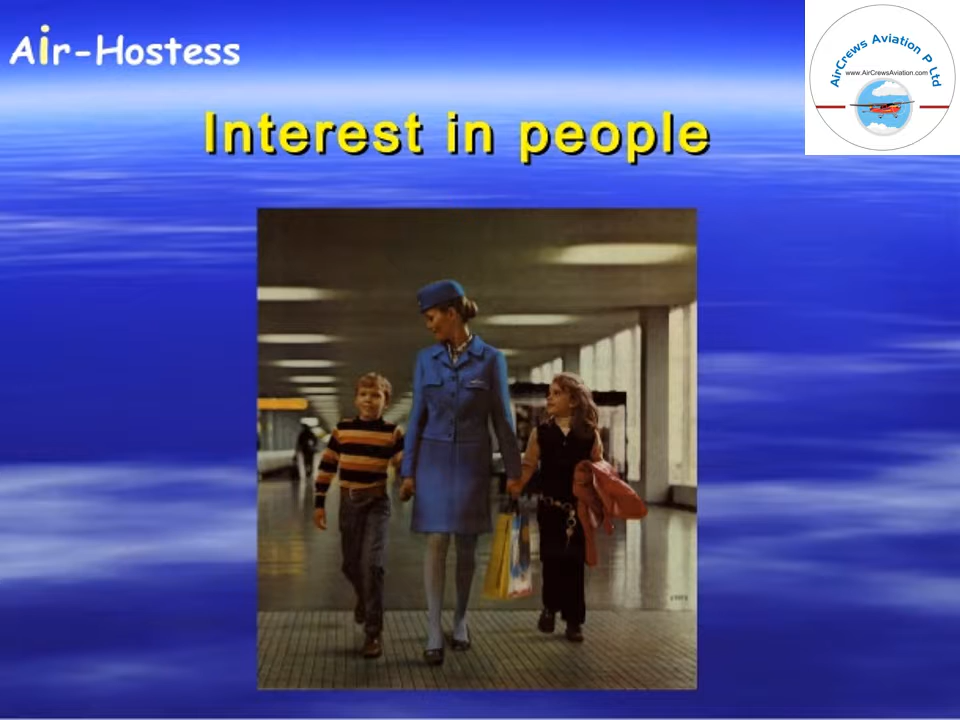 Air-Hostess
AirCrews Aviation P Ltd
www.AirCrewsAviation.com
Interest in people